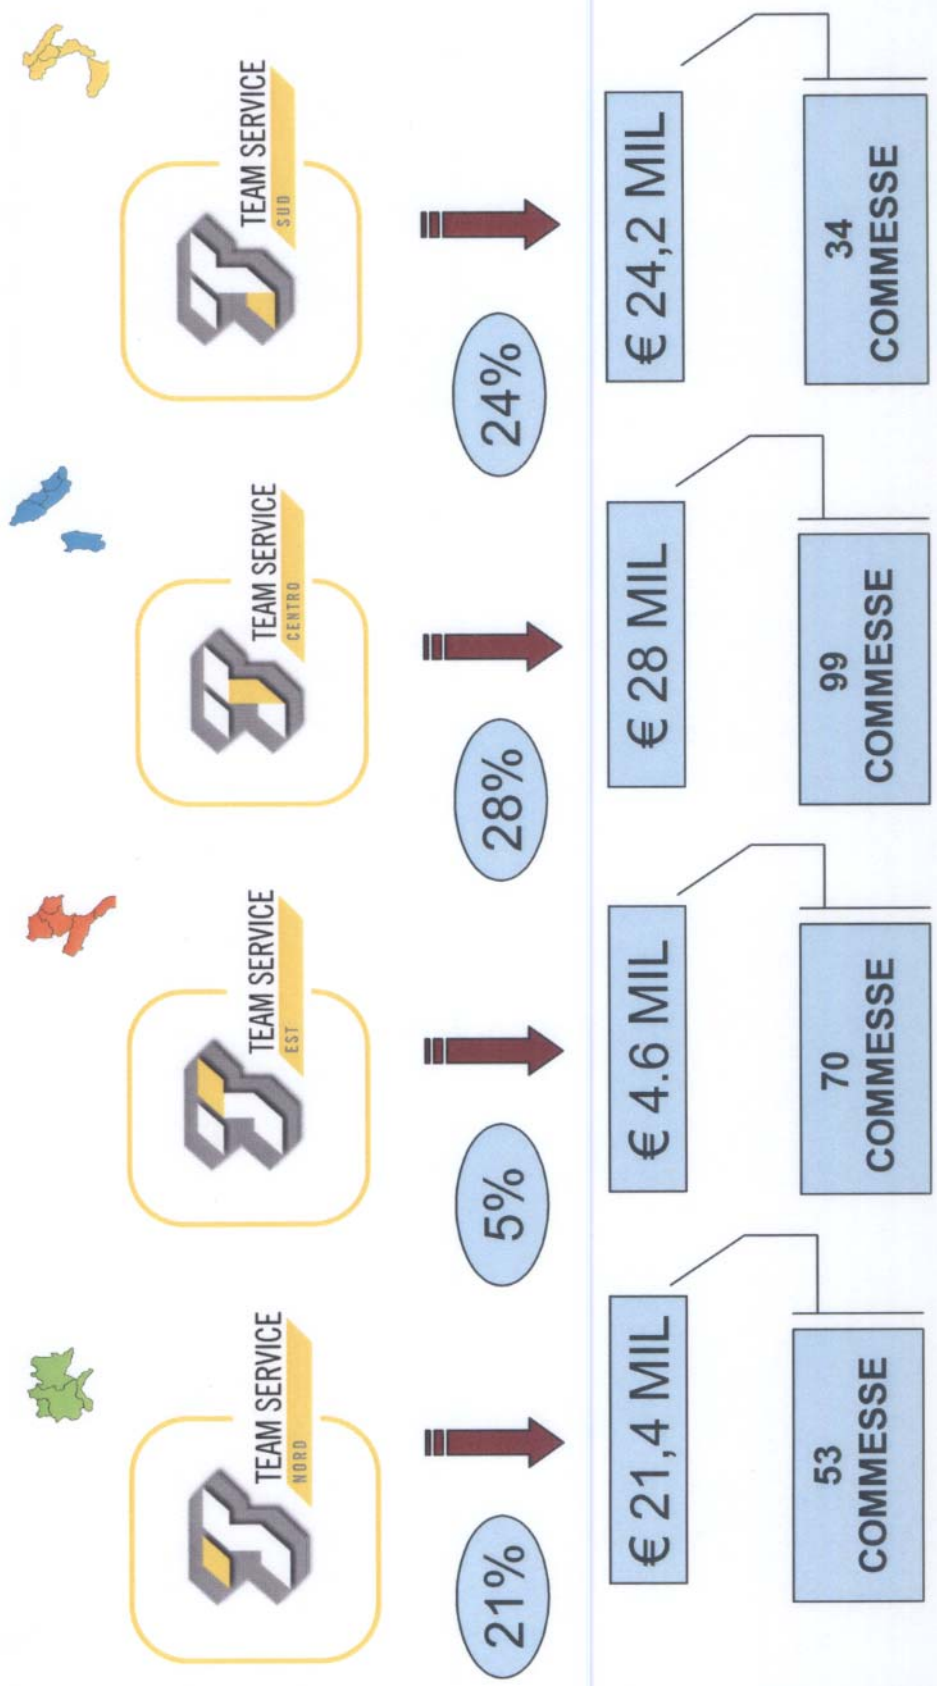 TEAM SERVICE
NORD
21%
€ 21,4 MIL
53
COMMESSE
TEAM SERVICE
EST
5%
€ 4.6 MIL
70
COMMESSE
TEAM SERVICE
CENTRO
28%
€ 28 MIL
99
COMMESSE
TEAM SERVICE
SUD
24%
€ 24,2 MIL
34
COMMESSE